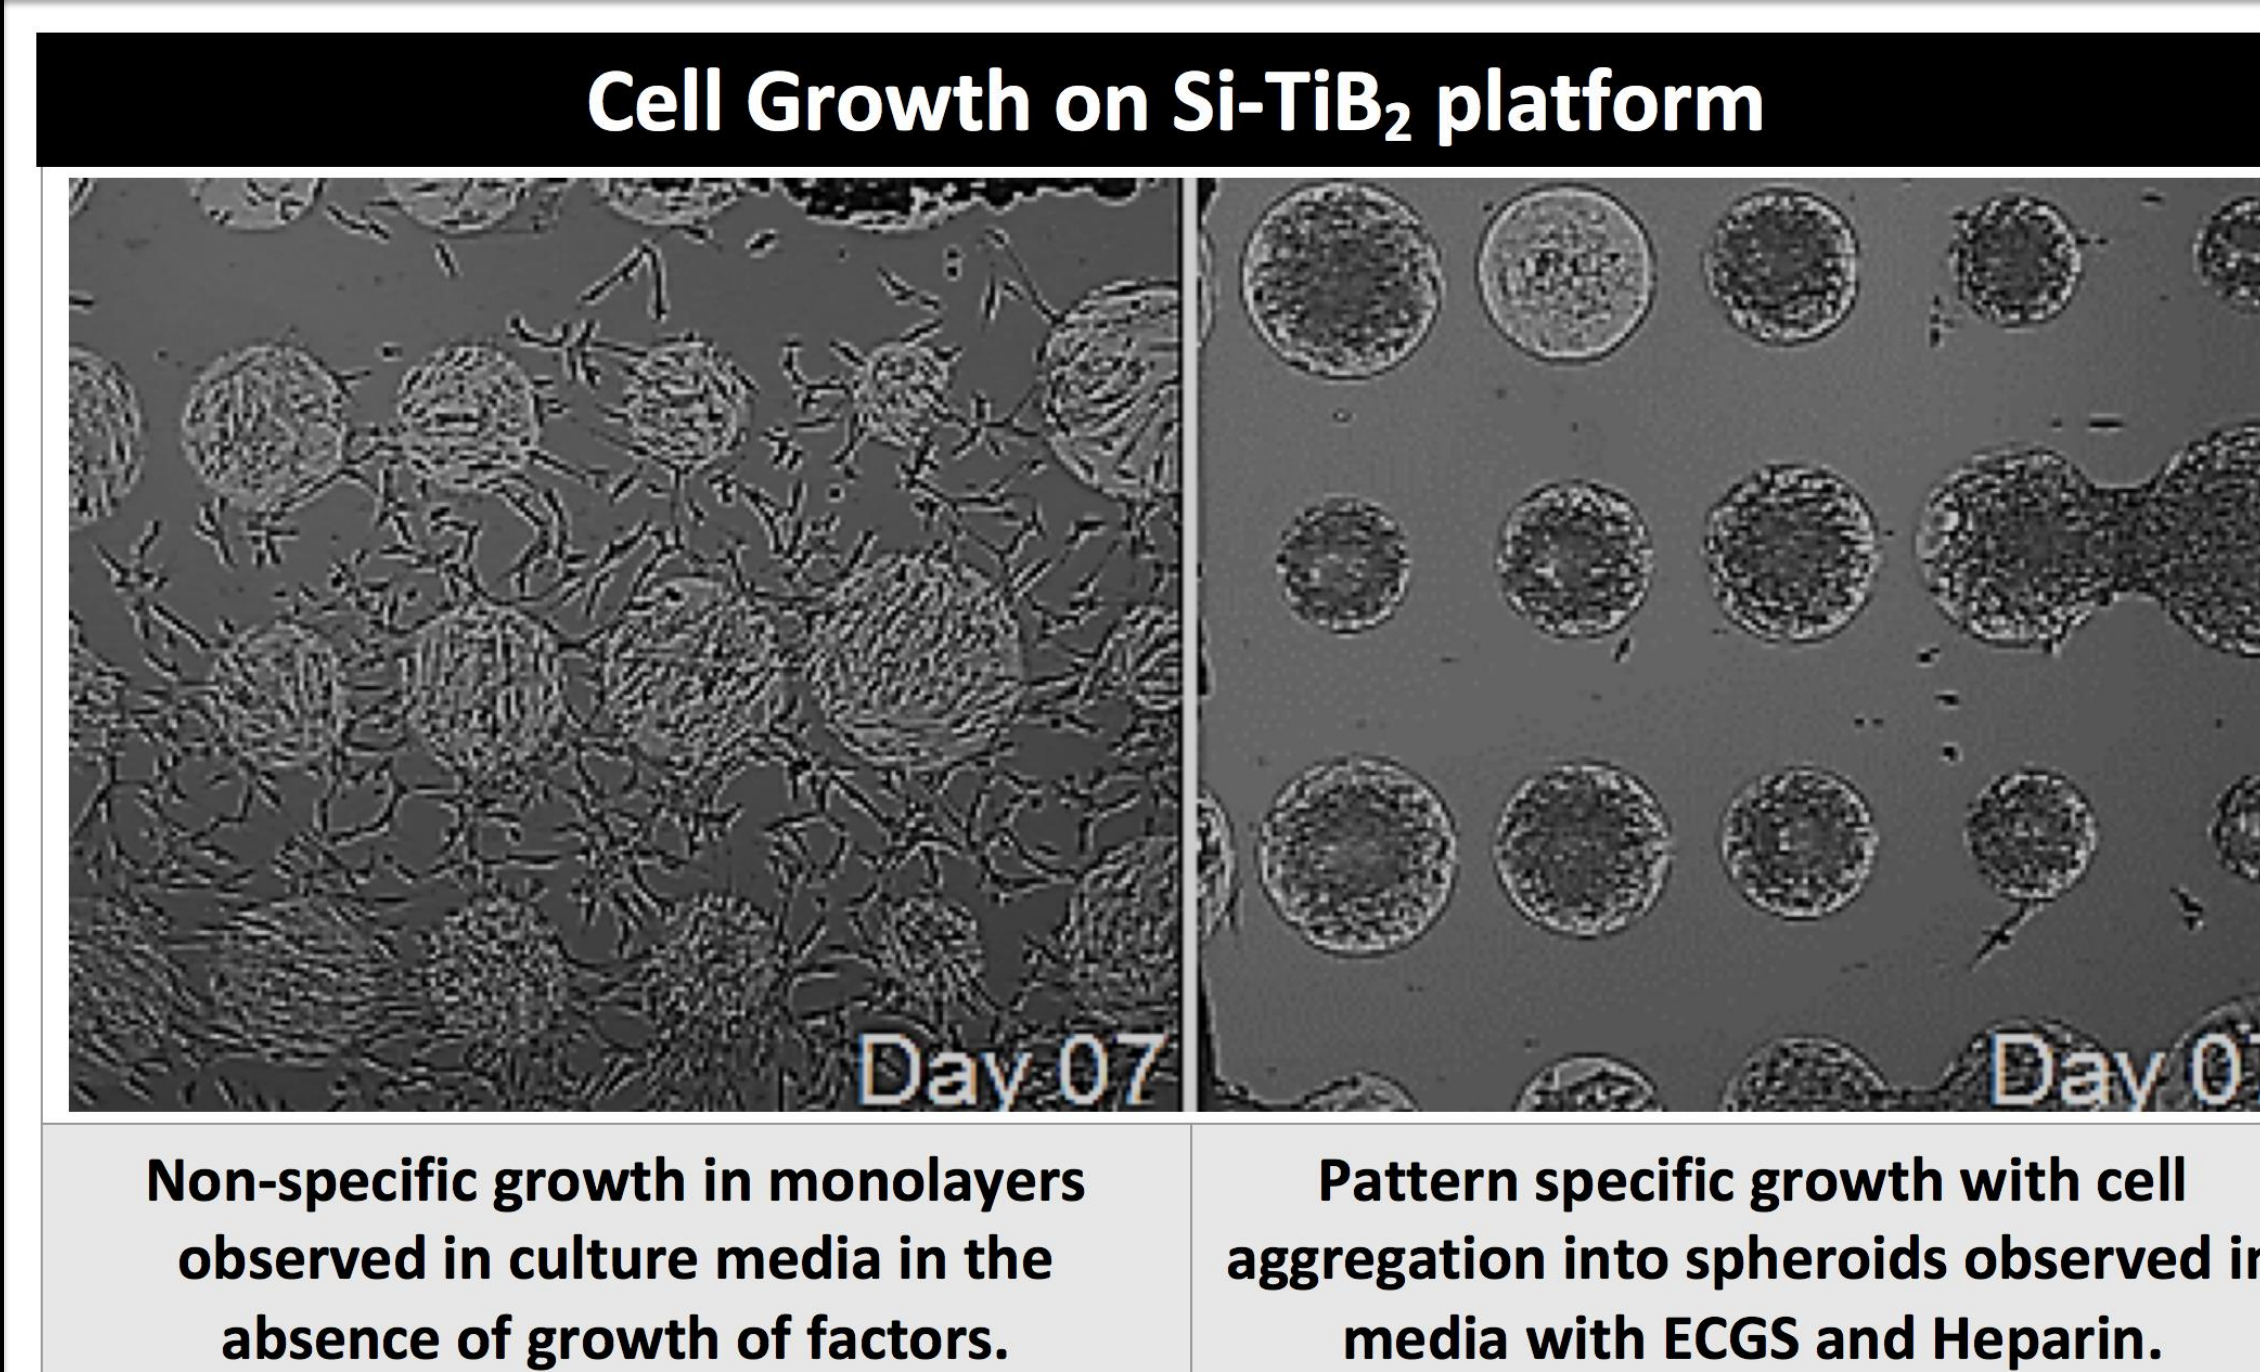 Cell Growth on Si-TiB₂ platform
Day 07
Day 0
Non-specific growth in monolayers
observed in culture media in the
absence of growth of factors.
Pattern specific growth with cell
aggregation into spheroids observed in
media with ECGS and Heparin.